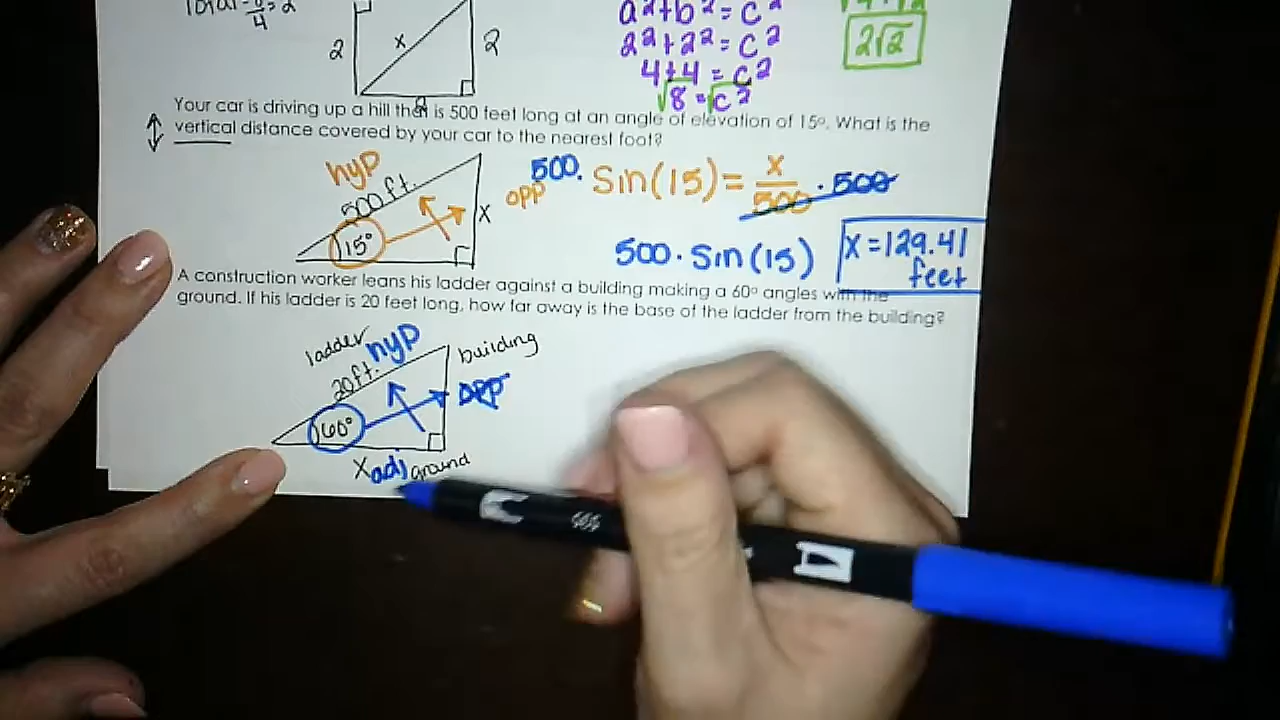 2
x
2
a²+b²=c²
2²+2²=c²
4+4=c²
√8=√c²
2√2
Your car is driving up a hill that is 500 feet long at an angle of elevation of 15°. What is the
vertical distance covered by your car to the nearest foot?
hyp
500 ft.
15°
x
opp
500. sin(15) = x/500 . 500
500. sin(15)
x=129.41
feet
A construction worker leans his ladder against a building making a 60° angles with the
ground. If his ladder is 20 feet long, how far away is the base of the ladder from the building?
ladder
hyp
20ft.
building
opp
60°
x adj ground